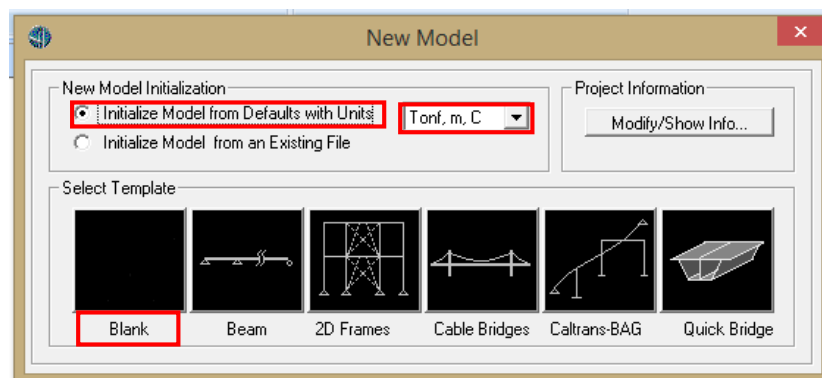 New Model
New Model Initialization
Initialize Model from Defaults with Units
Tonf, m, C
Initialize Model from an Existing File
Project Information
Modify/Show Info...
Select Template
Blank
Beam
2D Frames
Cable Bridges
Caltrans-BAG
Quick Bridge